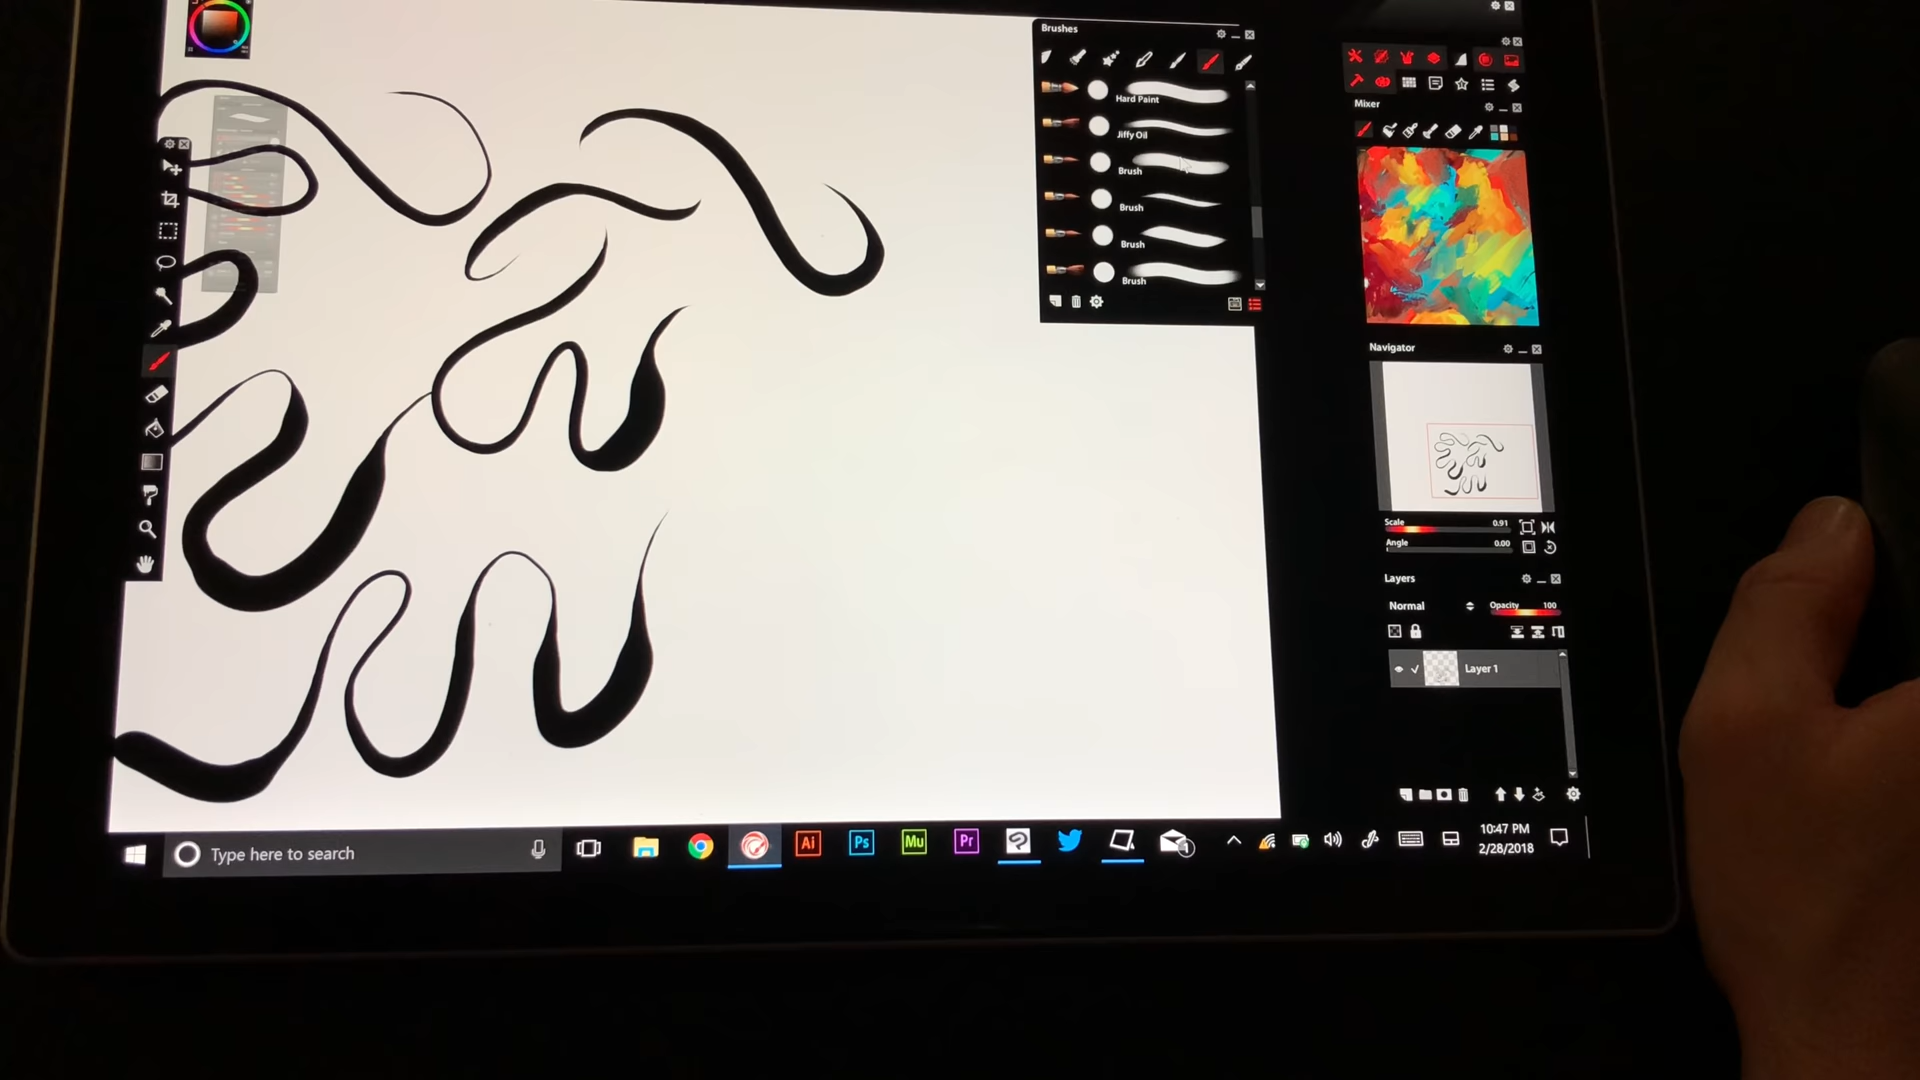 Brushes
Hard Paint
Jiffy Oil
Brush
Brush
Brush
Brush
Mixer
Navigator
Scale 0.91
Angle 0.00
Layers
Normal Opacity 100
Layer 1
Type here to search
Ai
Ps
Mu
Pr
1
10:47 PM
2/28/2018